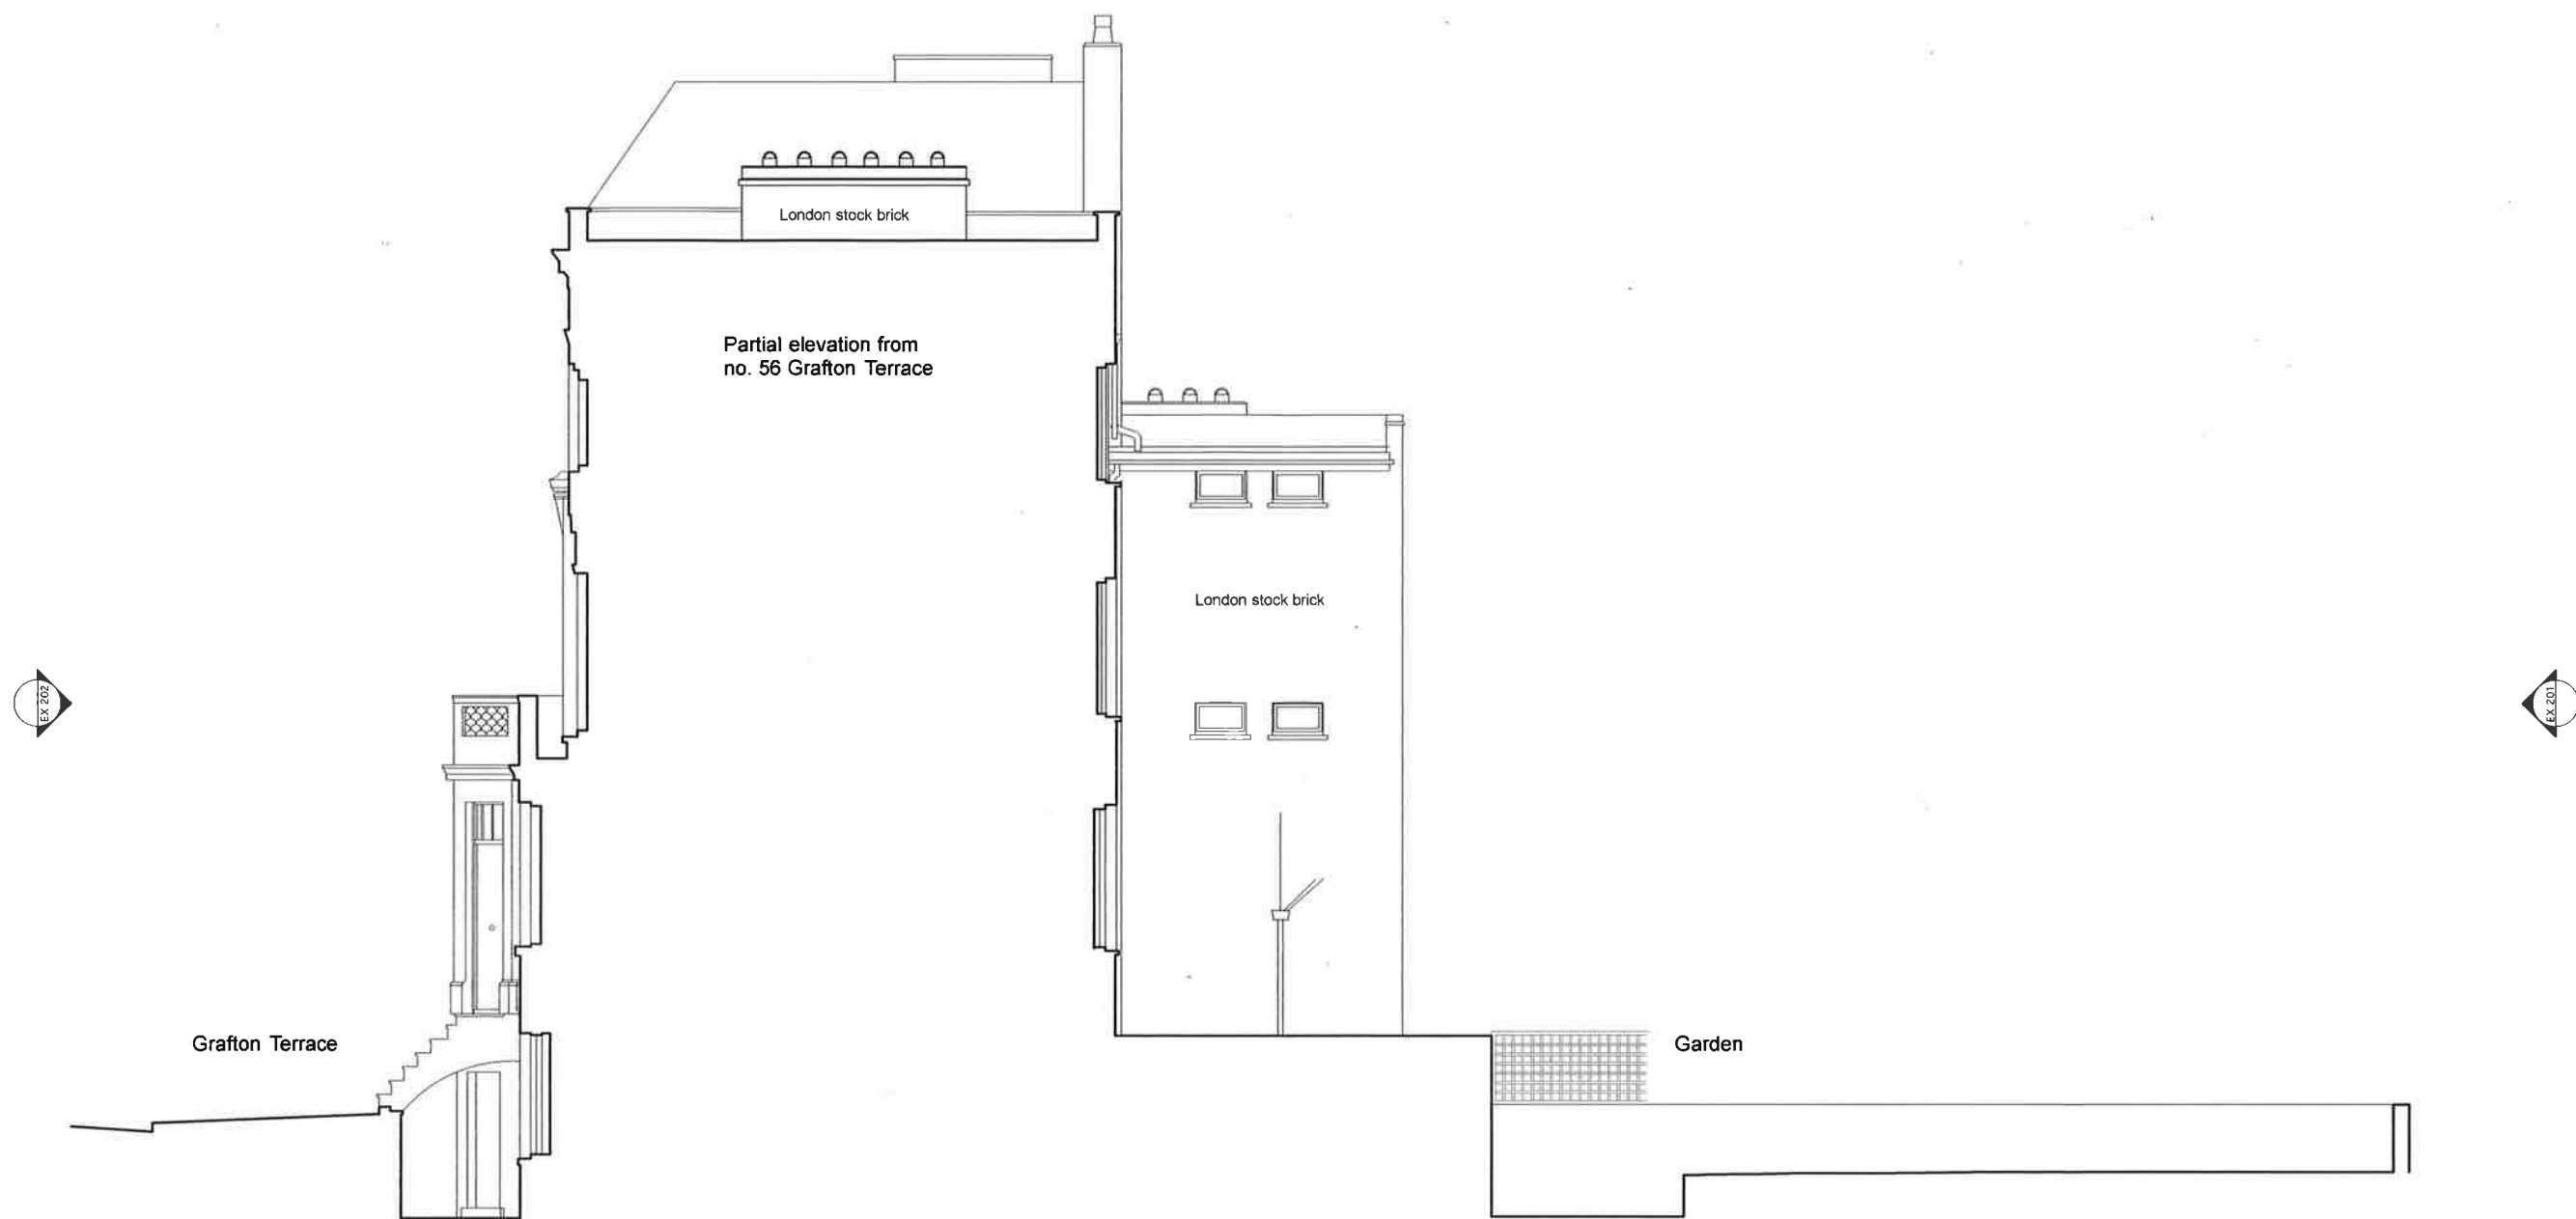 London stock brick
Partial elevation from
no. 56 Grafton Terrace
London stock brick
EX 202
EX 201
Grafton Terrace
Garden